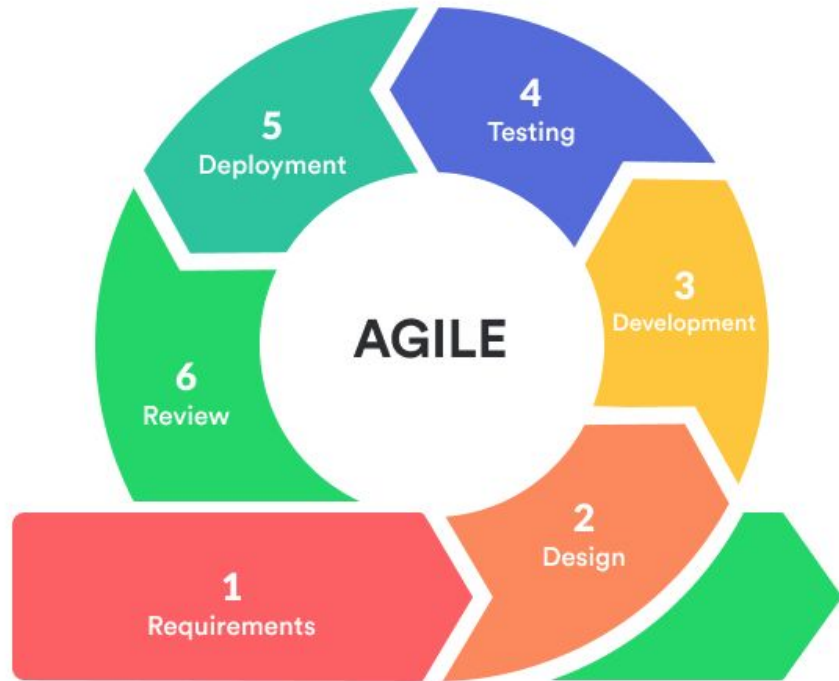 AGILE
1
Requirements
2
Design
3
Development
4
Testing
5
Deployment
6
Review